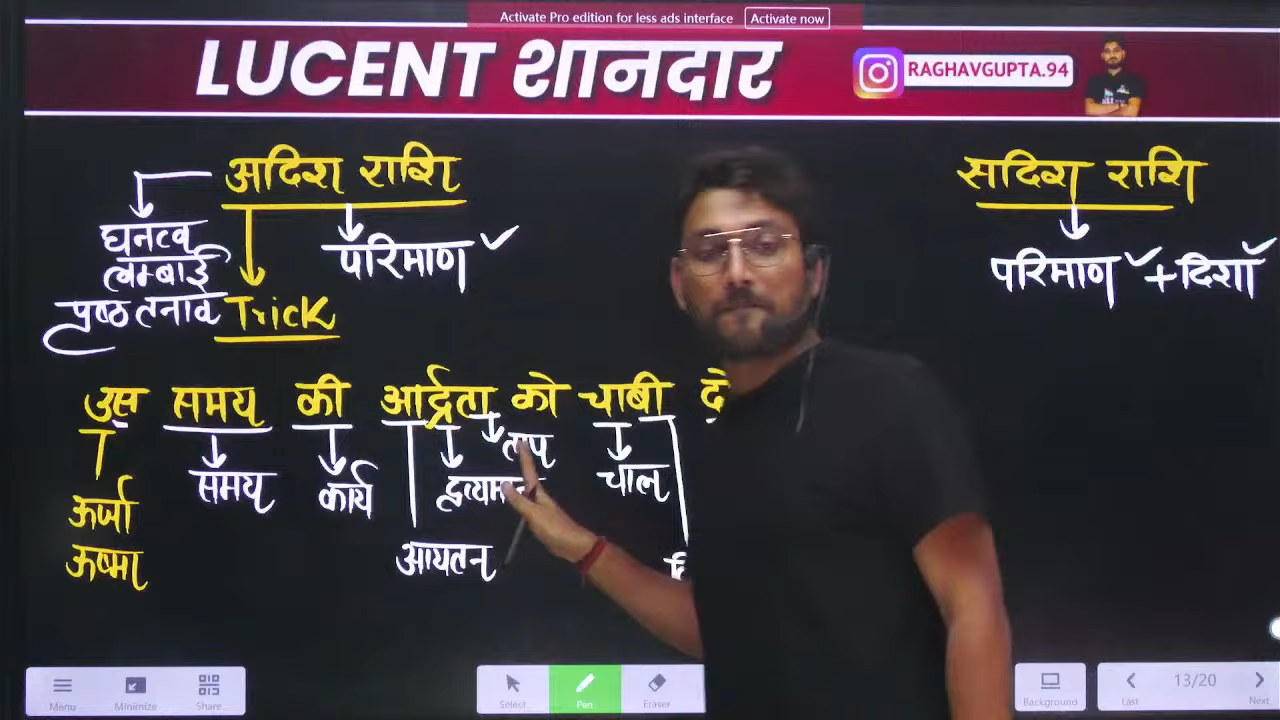 Activate Pro edition for less ads interface Activate now
LUCENT शानदार
RAGHAVGUPTA.94
अदिश राशि
सदिश राशि
घनत्व
लम्बाई
पृष्ठ तनाव
परिमाण
परिमाण + दिशा
Trick
उस समय की आर्द्रता को चाबी दो
ताप
समय कार्य चाल
ऊर्जा
ऊष्मा
आयतन
Menu Minimize Share Select Pen Eraser Background Last 13/20 Next